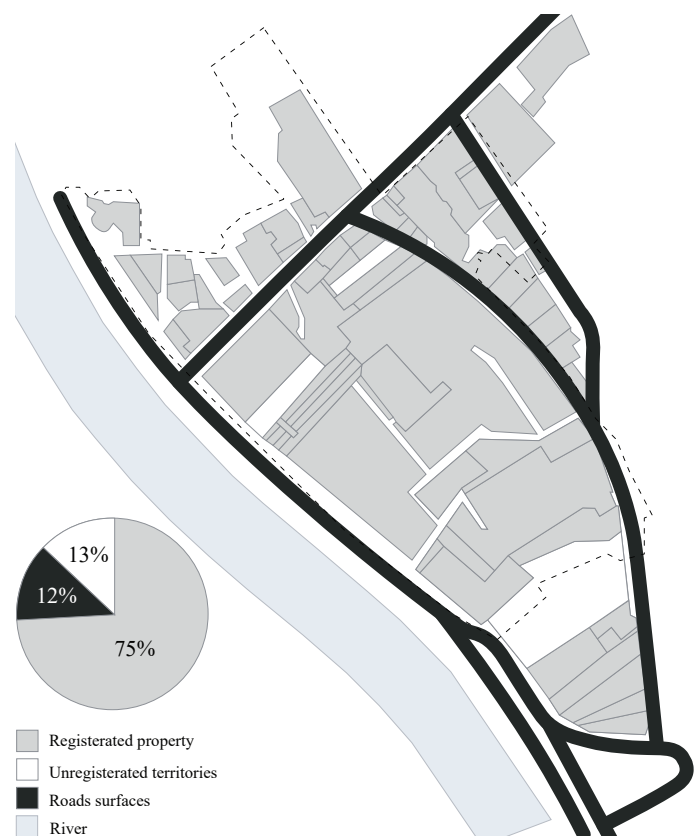 13%
12%
75%
Registerated property
Unregisterated territories
Roads surfaces
River